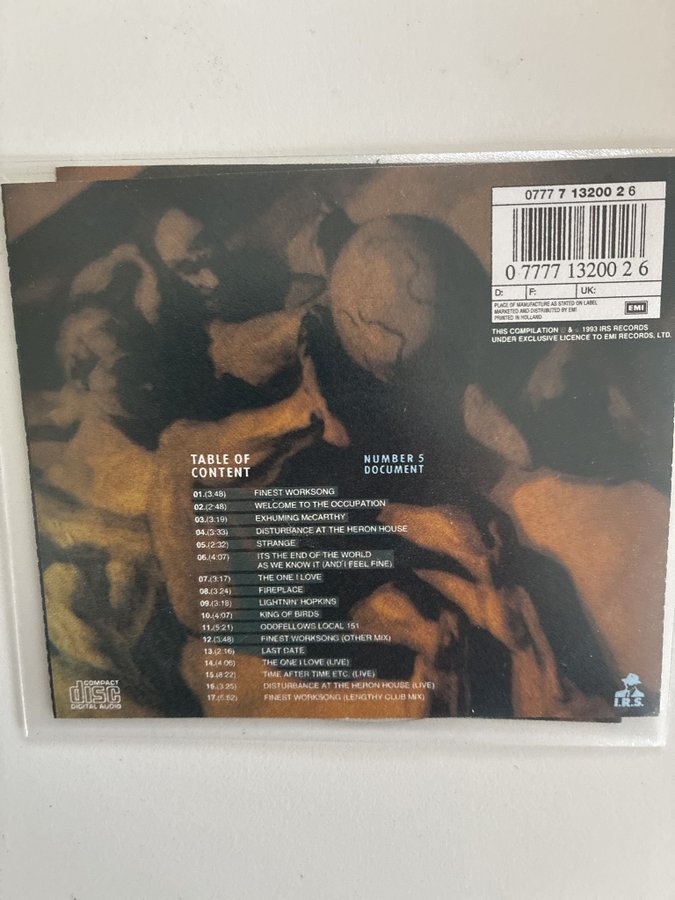 0777 7 13200 2 6
0 77771320026
D: F: UK:
PLACE OF MANUFACTURE AS STATED ON LABEL
MARKETED AND DISTRIBUTED BY EMI
PRINTED IN HOLLAND
EMI
THIS COMPILATION ℗ & © 1993 IRS RECORDS
UNDER EXCLUSIVE LICENCE TO EMI RECORDS, LTD.
TABLE OF
CONTENT
NUMBER 5
DOCUMENT
01.(3.48) FINEST WORKSONG
02.(2:48) WELCOME TO THE OCCUPATION
03.(3:19) EXHUMING McCARTHY
04.(3:33) DISTURBANCE AT THE HERON HOUSE
05.(2:32) STRANGE
06.(4:07) IT'S THE END OF THE WORLD
AS WE KNOW IT (AND I FEEL FINE)
07.(3:17) THE ONE I LOVE
08.(3.24) FIREPLACE
09.(3:18) LIGHTNIN' HOPKINS
10.(4:07) KING OF BIRDS
11.(5:21) ODDFELLOWS LOCAL 151
12.(3:48) FINEST WORKSONG (OTHER MIX)
13.(2:16) LAST DATE
14.(4:06) THE ONE I LOVE (LIVE)
15.(8:22) TIME AFTER TIME ETC. (LIVE)
16.(3:25) DISTURBANCE AT THE HERON HOUSE (LIVE)
17.(5.52) FINEST WORKSONG (LENGTHY CLUB MIX)
COMPACT
disc
DIGITAL AUDIO
I.R.S.